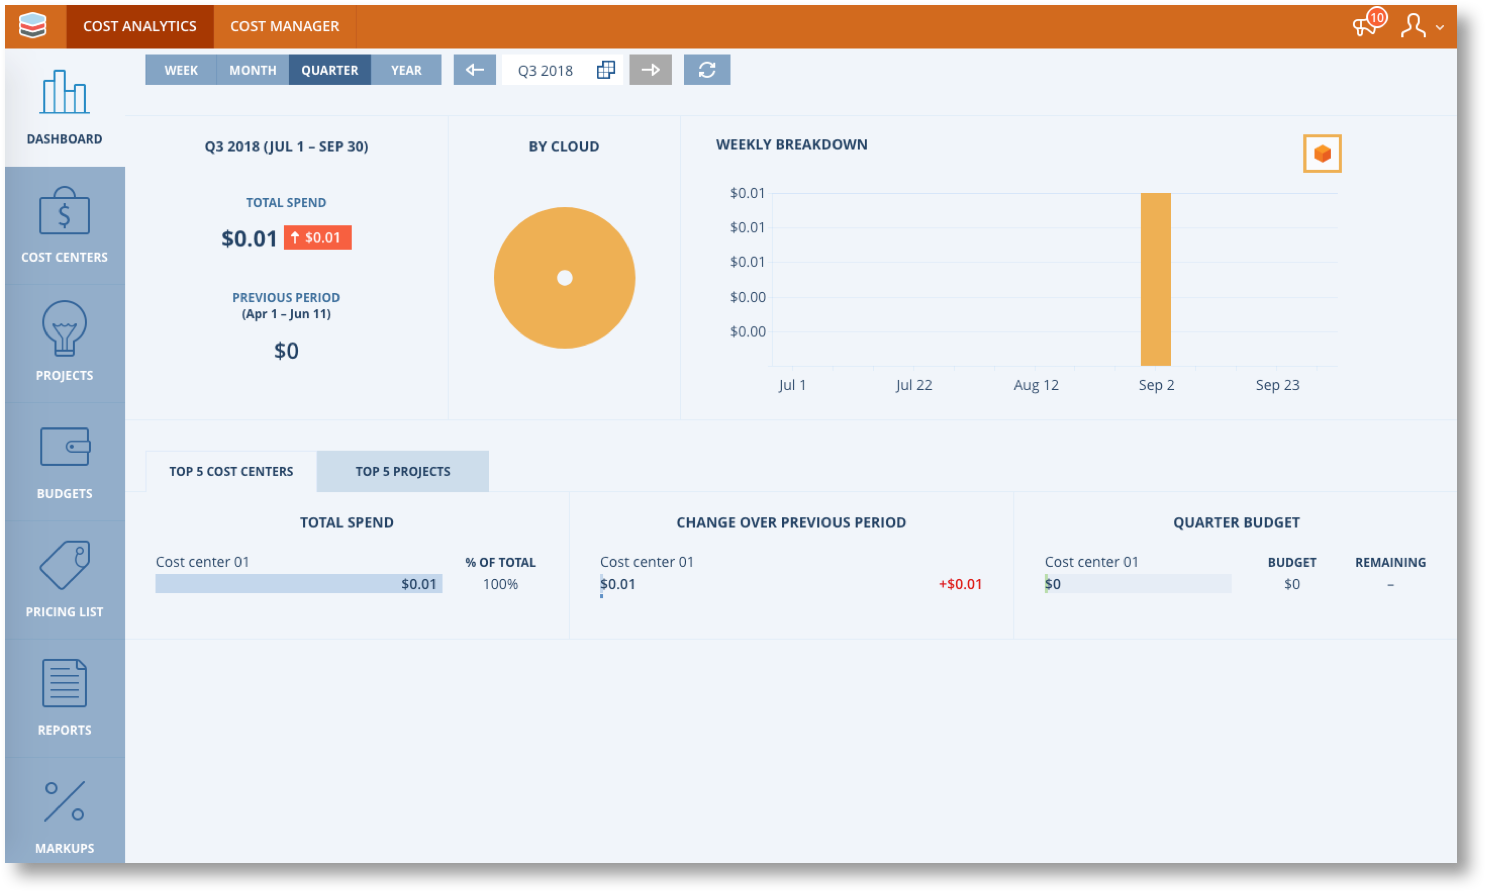 COST ANALYTICS COST MANAGER 10
WEEK MONTH QUARTER YEAR Q3 2018
DASHBOARD
COST CENTERS
PROJECTS
BUDGETS
PRICING LIST
REPORTS
MARKUPS
Q3 2018 (JUL 1 – SEP 30)
TOTAL SPEND
$0.01 $0.01
PREVIOUS PERIOD
(Apr 1 – Jun 11)
$0
BY CLOUD
WEEKLY BREAKDOWN
$0.01
$0.01
$0.01
$0.00
$0.00
Jul 1 Jul 22 Aug 12 Sep 2 Sep 23
TOP 5 COST CENTERS TOP 5 PROJECTS
TOTAL SPEND
Cost center 01 % OF TOTAL
$0.01 100%
CHANGE OVER PREVIOUS PERIOD
Cost center 01
$0.01 +$0.01
QUARTER BUDGET
Cost center 01 BUDGET REMAINING
$0 $0 –